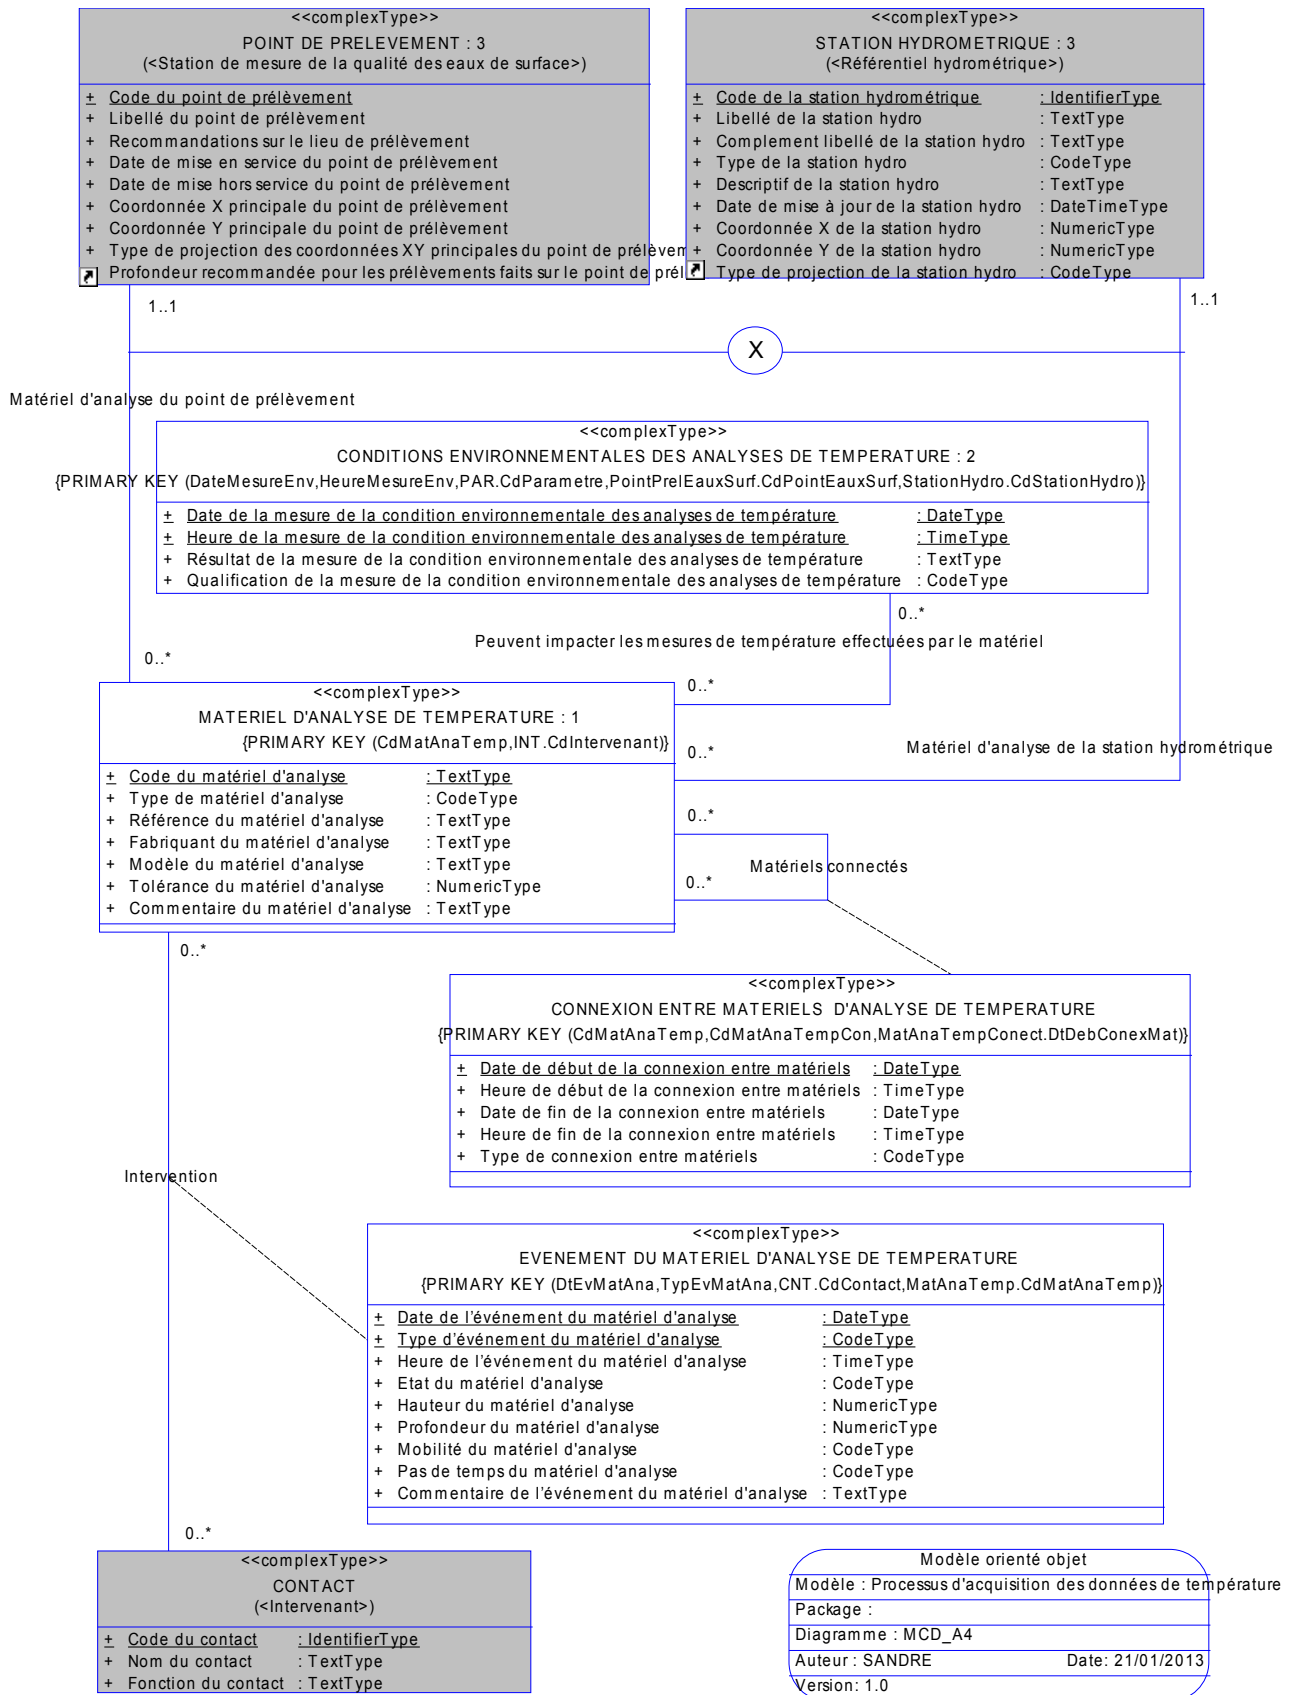 <<complexType>>
POINT DE PRELEVEMENT : 3
(<Station de mesure de la qualité des eaux de surface>)
+ Code du point de prélèvement
+ Libellé du point de prélèvement
+ Recommandations sur le lieu de prélèvement
+ Date de mise en service du point de prélèvement
+ Date de mise hors service du point de prélèvement
+ Coordonnée X principale du point de prélèvement
+ Coordonnée Y principale du point de prélèvement
+ Type de projection des coordonnées XY principales du point de prélèvem
Profondeur recommandée pour les prélèvements faits sur le point de prél
<<complexType>>
STATION HYDROMETRIQUE : 3
(<Référentiel hydrométrique>)
+ Code de la station hydrométrique : IdentifierType
+ Libellé de la station hydro : TextType
+ Complement libellé de la station hydro : TextType
+ Type de la station hydro : CodeType
+ Descriptif de la station hydro : TextType
+ Date de mise à jour de la station hydro : DateTimeType
+ Coordonnée X de la station hydro : NumericType
+ Coordonnée Y de la station hydro : NumericType
Type de projection de la station hydro : CodeType
1..1
1..1
X
Matériel d'analyse du point de prélèvement
<<complexType>>
CONDITIONS ENVIRONNEMENTALES DES ANALYSES DE TEMPERATURE : 2
{PRIMARY KEY (DateMesureEnv,HeureMesureEnv,PAR.CdParametre,PointPrelEauxSurf.CdPointEauxSurf,StationHydro.CdStationHydro)}
+ Date de la mesure de la condition environnementale des analyses de température : DateType
+ Heure de la mesure de la condition environnementale des analyses de température : TimeType
+ Résultat de la mesure de la condition environnementale des analyses de température : TextType
+ Qualification de la mesure de la condition environnementale des analyses de température : CodeType
0..*
Peuvent impacter les mesures de température effectuées par le matériel
0..*
0..*
<<complexType>>
MATERIEL D'ANALYSE DE TEMPERATURE : 1
{PRIMARY KEY (CdMatAnaTemp,INT.CdIntervenant)}
+ Code du matériel d'analyse : TextType
+ Type de matériel d'analyse : CodeType
+ Référence du matériel d'analyse : TextType
+ Fabriquant du matériel d'analyse : TextType
+ Modèle du matériel d'analyse : TextType
+ Tolérance du matériel d'analyse : NumericType
+ Commentaire du matériel d'analyse : TextType
0..*
Matériel d'analyse de la station hydrométrique
0..*
Matériels connectés
0..*
0..*
<<complexType>>
CONNEXION ENTRE MATERIELS D'ANALYSE DE TEMPERATURE
{PRIMARY KEY (CdMatAnaTemp,CdMatAnaTempCon,MatAnaTempConect.DtDebConexMat)}
+ Date de début de la connexion entre matériels : DateType
+ Heure de début de la connexion entre matériels : TimeType
+ Date de fin de la connexion entre matériels : DateType
+ Heure de fin de la connexion entre matériels : TimeType
+ Type de connexion entre matériels : CodeType
Intervention
<<complexType>>
EVENEMENT DU MATERIEL D'ANALYSE DE TEMPERATURE
{PRIMARY KEY (DtEvMatAna,TypEvMatAna,CNT.CdContact,MatAnaTemp.CdMatAnaTemp)}
+ Date de l'événement du matériel d'analyse : DateType
+ Type d'événement du matériel d'analyse : CodeType
+ Heure de l'événement du matériel d'analyse : TimeType
+ Etat du matériel d'analyse : CodeType
+ Hauteur du matériel d'analyse : NumericType
+ Profondeur du matériel d'analyse : NumericType
+ Mobilité du matériel d'analyse : CodeType
+ Pas de temps du matériel d'analyse : CodeType
+ Commentaire de l'événement du matériel d'analyse : TextType
0..*
<<complexType>>
CONTACT
(<Intervenant>)
+ Code du contact : IdentifierType
+ Nom du contact : TextType
+ Fonction du contact : TextType
Modèle orienté objet
Modèle : Processus d'acquisition des données de température
Package :
Diagramme : MCD_A4
Auteur : SANDRE Date: 21/01/2013
Version: 1.0